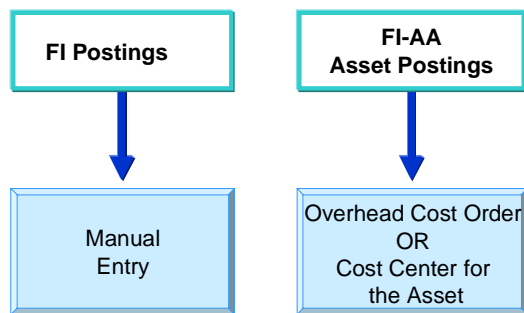 FI Postings
FI-AA
Asset Postings
Manual
Entry
Overhead Cost Order
OR
Cost Center for
the Asset